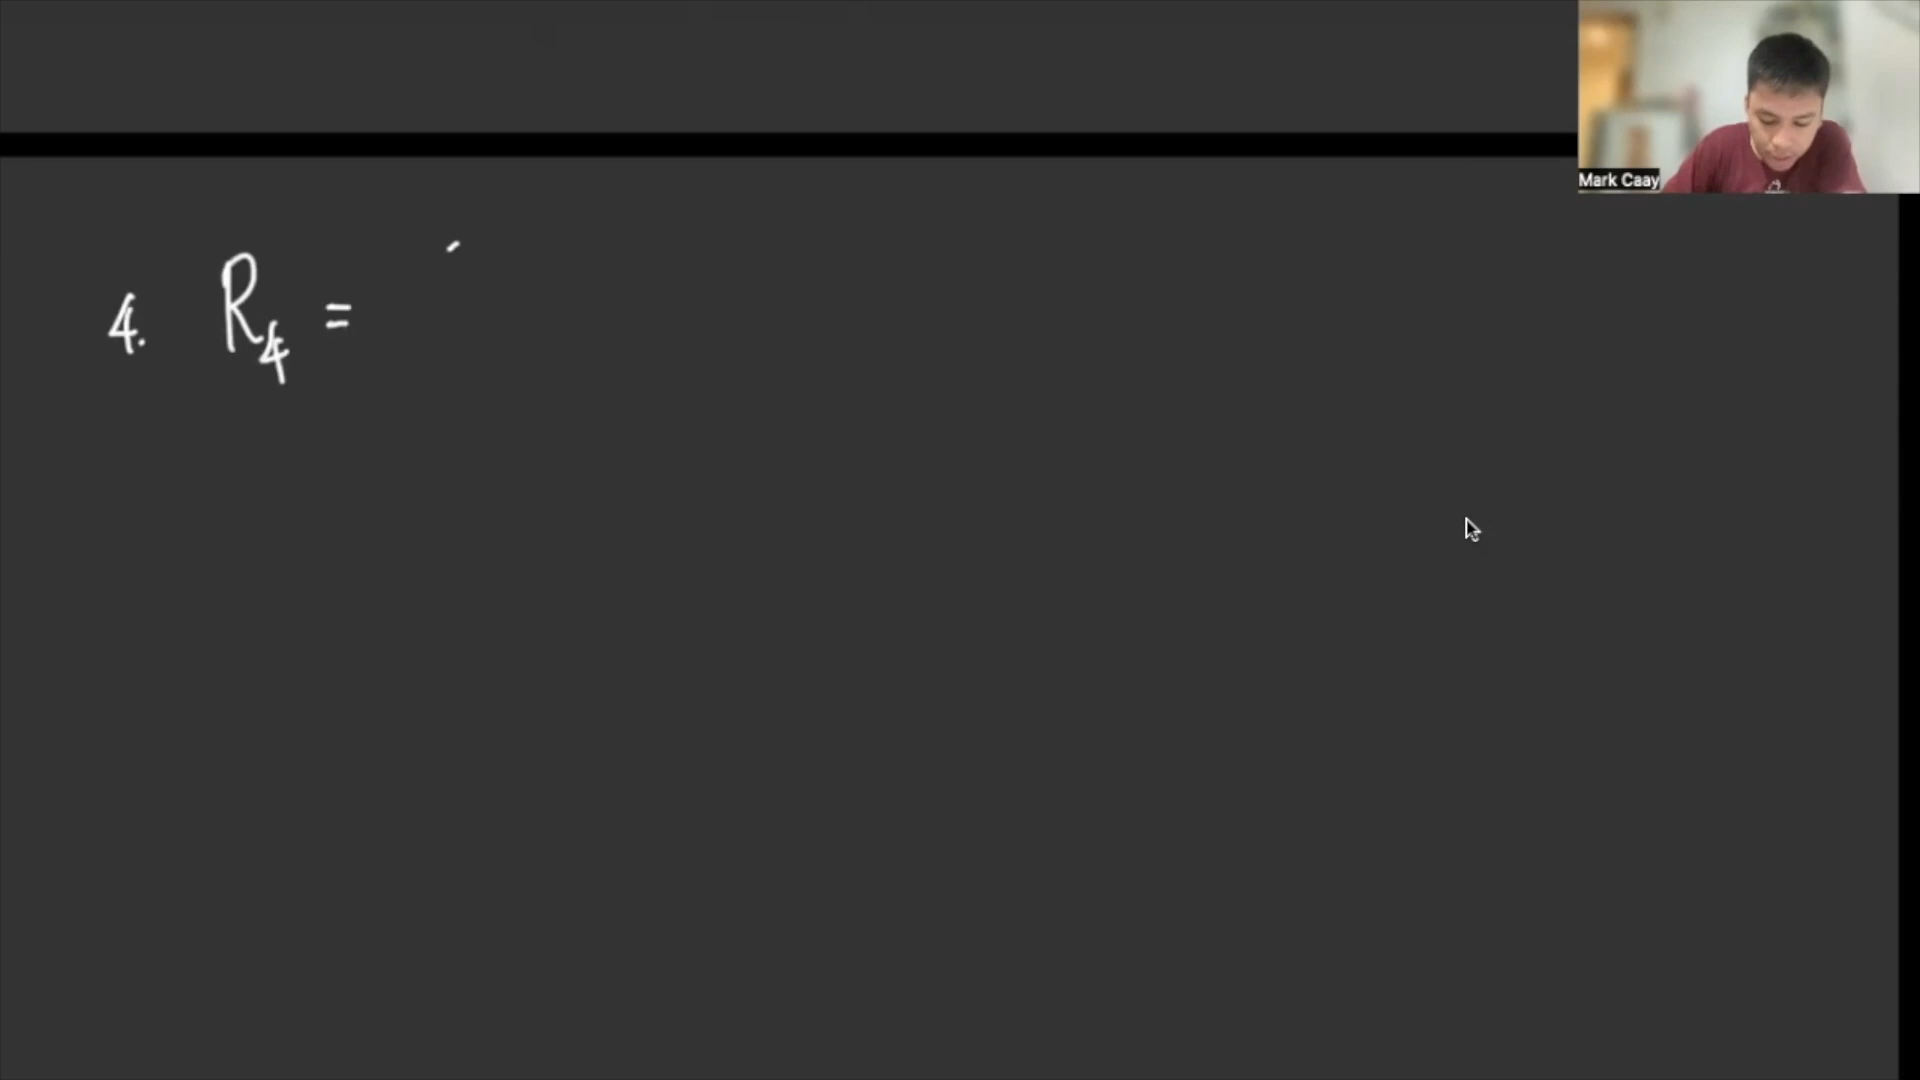 Mark Caay
4. R₄ =